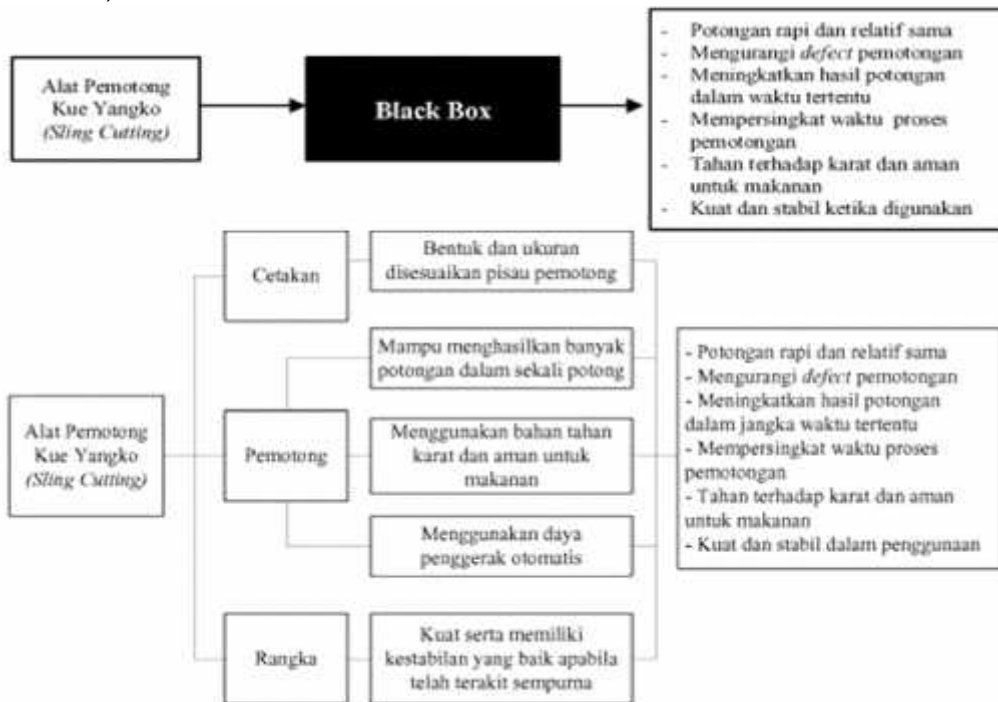 Alat Pemotong
Kue Yangko
(Sling Cutting)
Black Box
- Potongan rapi dan relatif sama
- Mengurangi defect pemotongan
- Meningkatkan hasil potongan
dalam waktu tertentu
- Mempersingkat waktu proses
pemotongan
- Tahan terhadap karat dan aman
untuk makanan
- Kuat dan stabil ketika digunakan
Alat Pemotong
Kue Yangko
(Sling Cutting)
Cetakan
Bentuk dan ukuran
disesuaikan pisau pemotong
Pemotong
Mampu menghasilkan banyak
potongan dalam sekali potong
Menggunakan bahan tahan
karat dan aman untuk
makanan
Menggunakan daya
penggerak otomatis
Rangka
Kuat serta memiliki
kestabilan yang baik apabila
telah terakit sempurna
- Potongan rapi dan relatif sama
- Mengurangi defect pemotongan
- Meningkatkan hasil potongan
dalam jangka waktu tertentu
- Mempersingkat waktu proses
pemotongan
- Tahan terhadap karat dan aman
untuk makanan
- Kuat dan stabil dalam penggunaan